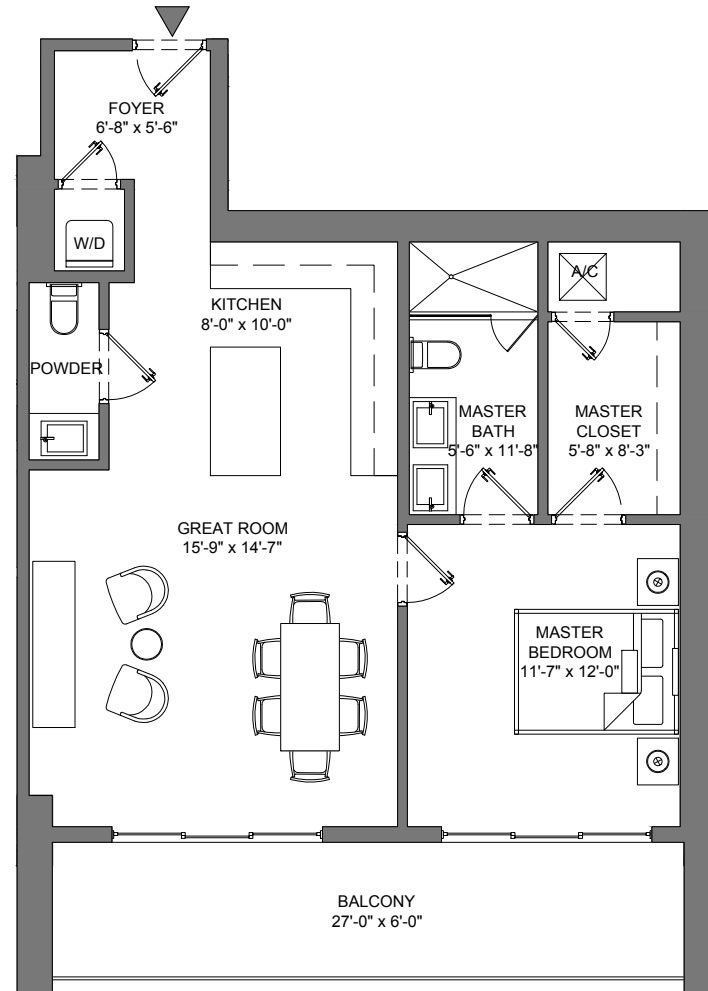 FOYER
6'-8" x 5'-6"
W/D
KITCHEN
8'-0" x 10'-0"
A/C
POWDER
MASTER
BATH
5'-6" x 11'-8"
MASTER
CLOSET
5'-8" x 8'-3"
GREAT ROOM
15'-9" x 14'-7"
MASTER
BEDROOM
11'-7" x 12'-0"
BALCONY
27'-0" x 6'-0"